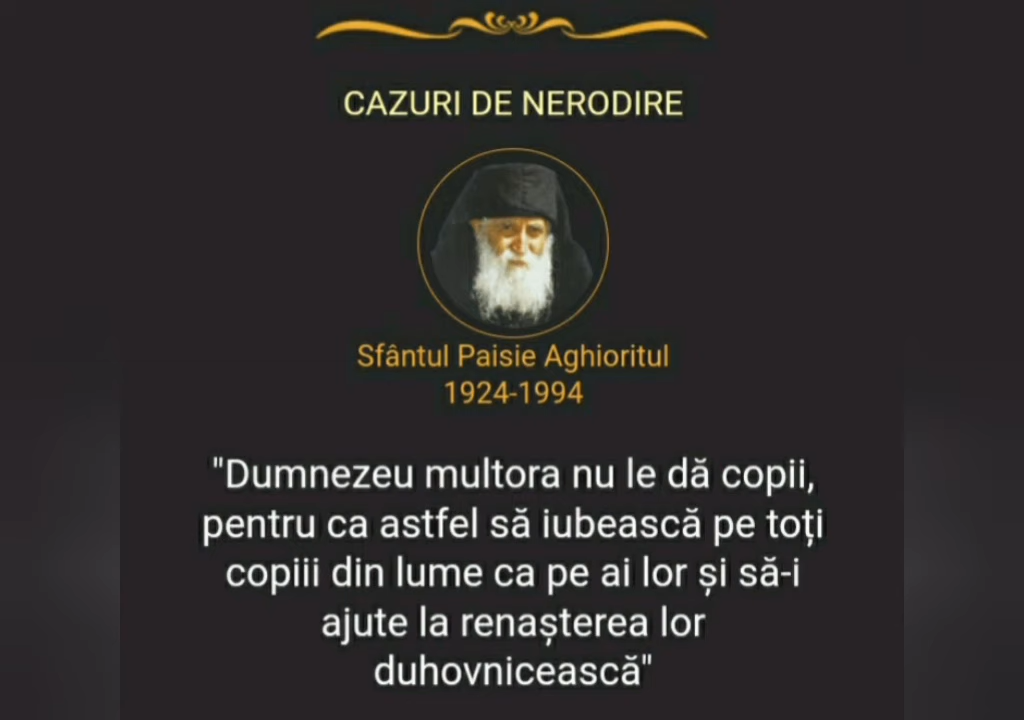 CAZURI DE NERODIRE
Sfântul Paisie Aghioritul
1924-1994
"Dumnezeu multora nu le dă copii,
pentru ca astfel să iubească pe toți
copiii din lume ca pe ai lor și să-i
ajute la renașterea lor
duhovnicească"